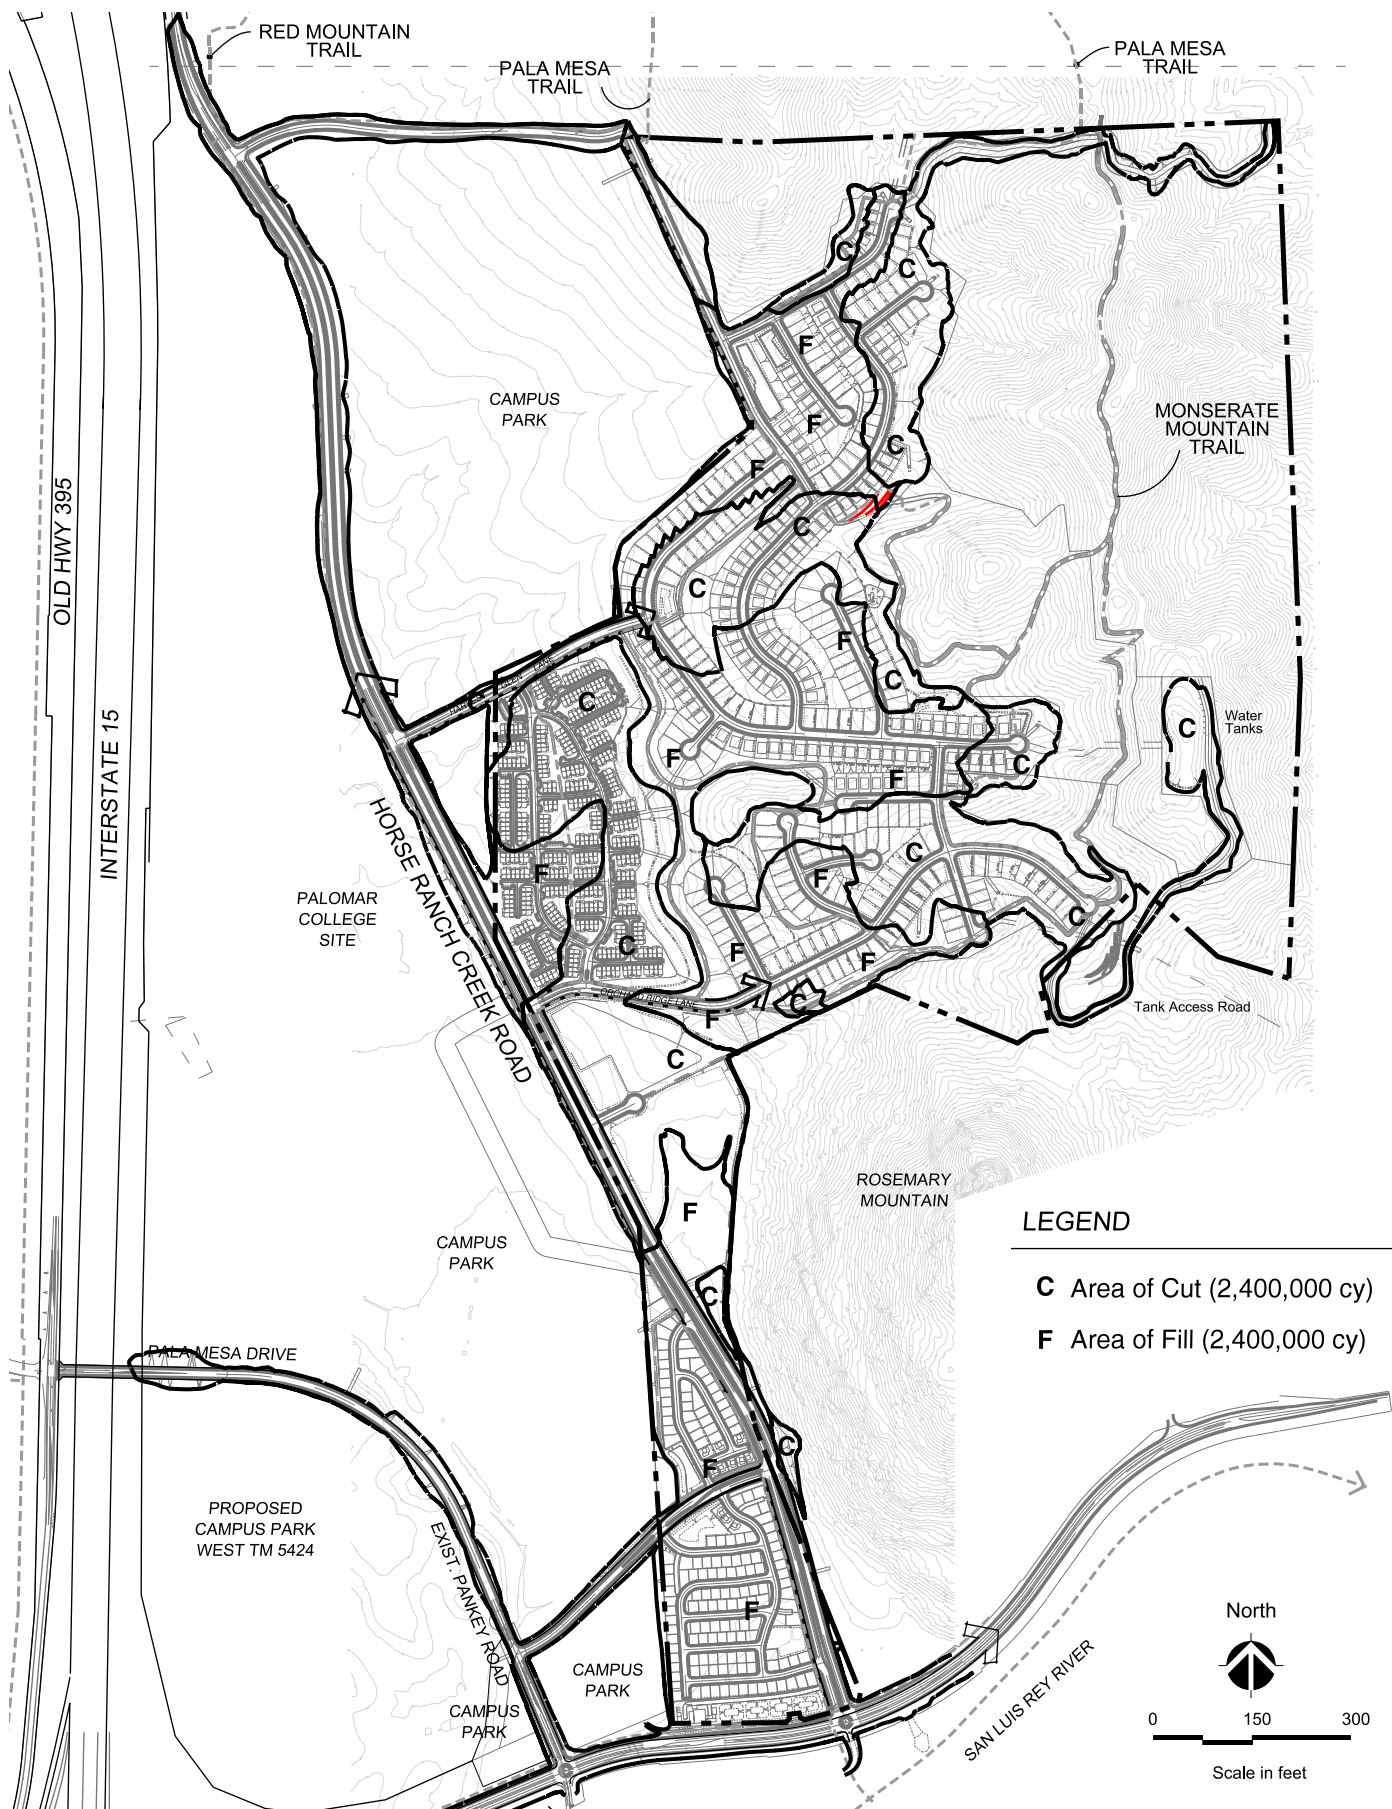 RED MOUNTAIN
TRAIL
PALA MESA
TRAIL
PALA MESA
TRAIL
C
C
F
CAMPUS
PARK
F
MONSERATE
MOUNTAIN
TRAIL
C
F
OLD HWY 395
C
C
F
C
C
INTERSTATE 15
C
Water
Tanks
F
C
F
HORSE RANCH CREEK ROAD
C
F
F
PALOMAR
COLLEGE
SITE
C
C
F
F
ORCHARD RIDGE LANE
C
F
Tank Access Road
C
ROSEMARY
MOUNTAIN
F
LEGEND
CAMPUS
PARK
C Area of Cut (2,400,000 cy)
C
F Area of Fill (2,400,000 cy)
PALA MESA DRIVE
C
F
PROPOSED
CAMPUS PARK
WEST TM 5424
EXIST. PANKEY ROAD
F
North
SAN LUIS REY RIVER
CAMPUS
PARK
CAMPUS
PARK
0 150 300
Scale in feet